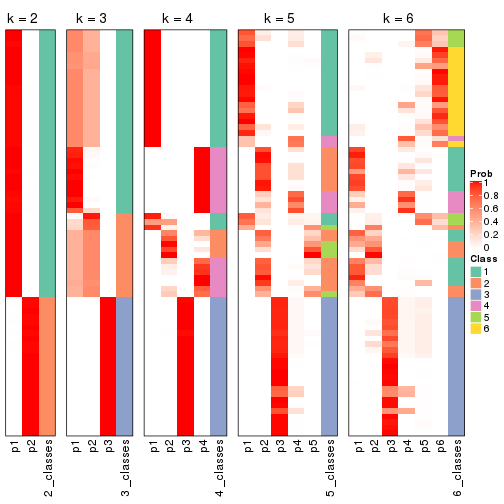 k = 2
k = 3
k = 4
k = 5
k = 6
p1
p2
2_classes
p1
p2
p3
3_classes
p1
p2
p3
p4
4_classes
p1
p2
p3
p4
p5
5_classes
p1
p2
p3
p4
p5
p6
6_classes
Prob
1
0.8
0.6
0.4
0.2
0
Class
1
2
3
4
5
6